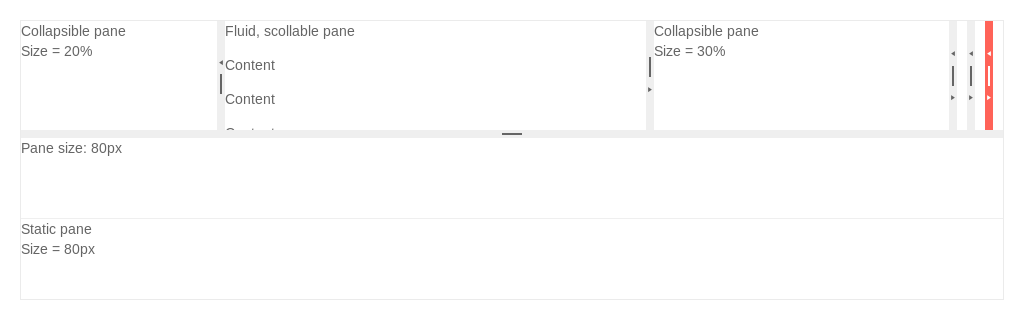 Collapsible pane
Size = 20%
Fluid, scollable pane
Content
Content
Collapsible pane
Size = 30%
Pane size: 80px
Static pane
Size = 80px